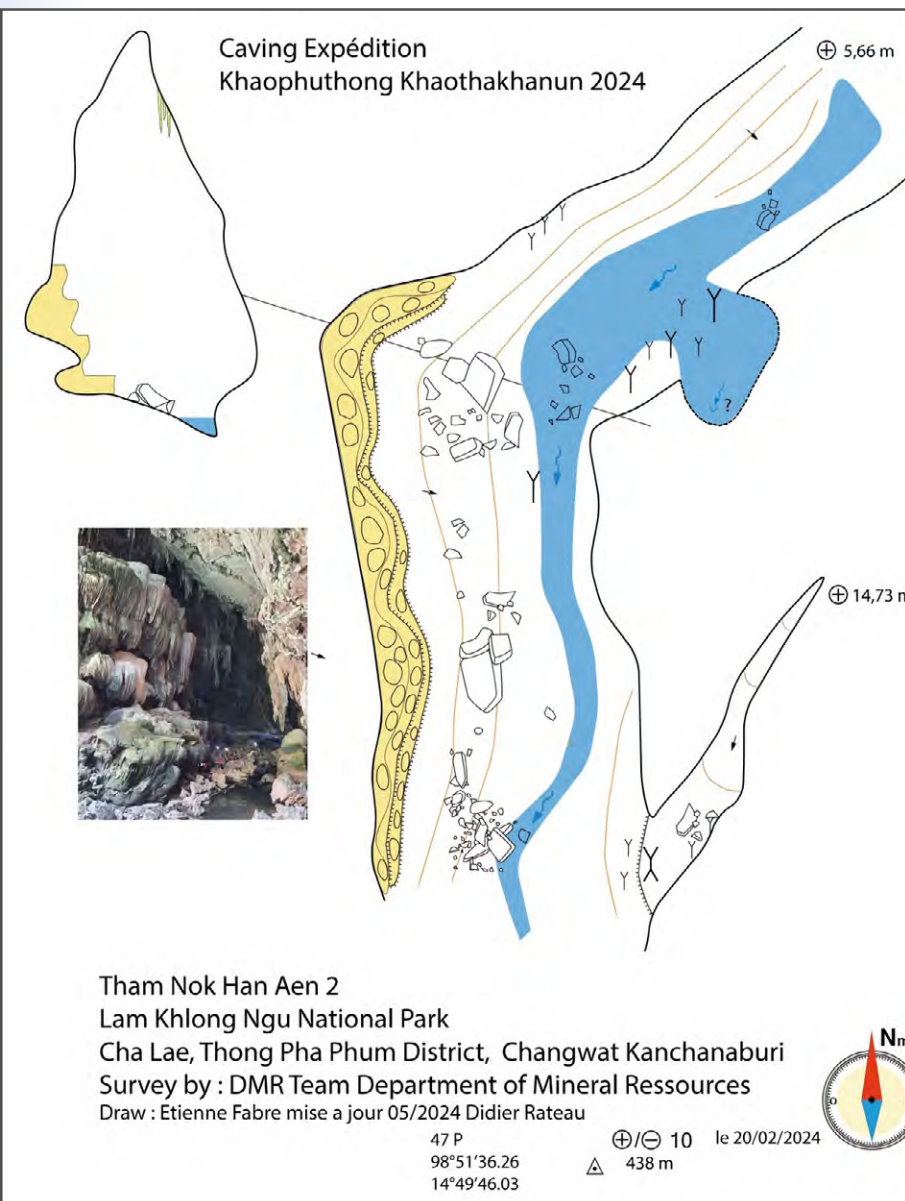 Caving Expédition
Khaophuthong Khaothakhanun 2024
5,66 m
?
14,73 m
Tham Nok Han Aen 2
Lam Khlong Ngu National Park
Cha Lae, Thong Pha Phum District, Changwat Kanchanaburi
Survey by : DMR Team Department of Mineral Ressources
Draw : Etienne Fabre mise a jour 05/2024 Didier Rateau
Nm
O
47 P
⊕/⊖ 10 le 20/02/2024
98°51'36.26
438 m
14°49'46.03